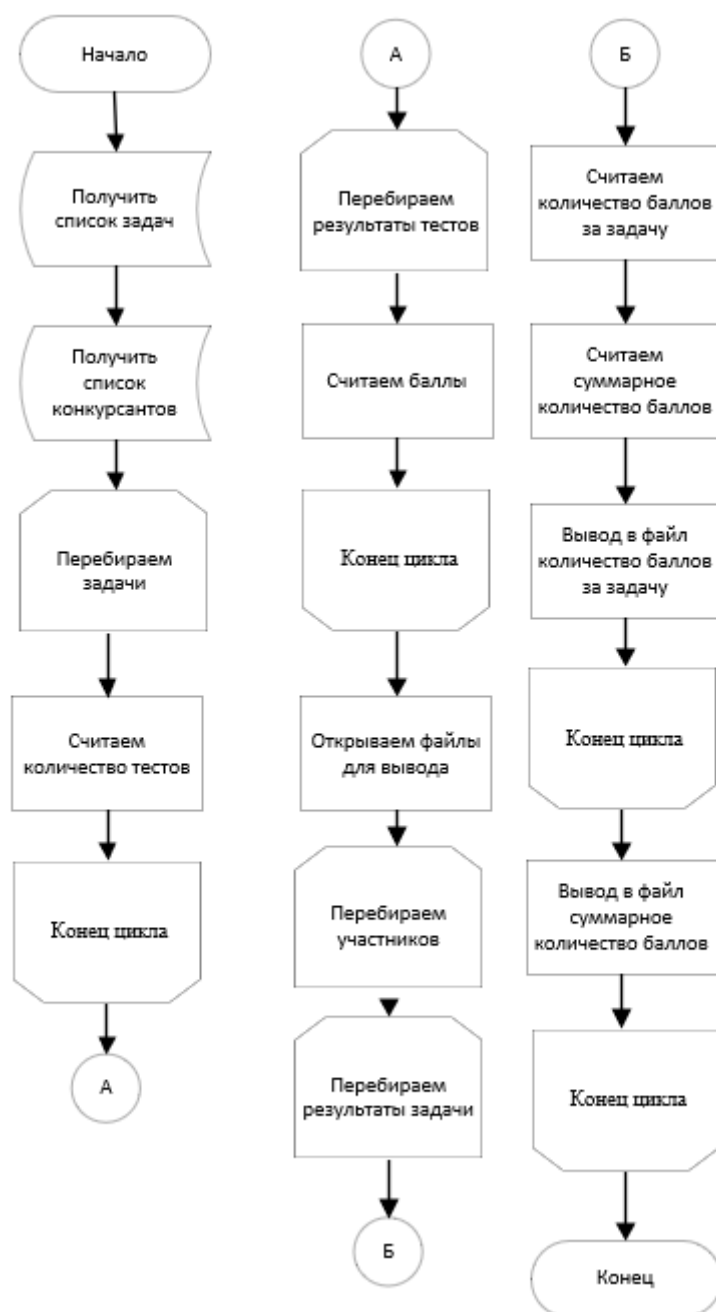 Начало
Получить
список задач
Получить
список
конкурсантов
Перебираем
задачи
Считаем
количество тестов
Конец цикла
А
А
Перебираем
результаты тестов
Считаем баллы
Конец цикла
Открываем файлы
для вывода
Перебираем
участников
Перебираем
результаты задачи
Б
Б
Считаем
количество баллов
за задачу
Считаем
суммарное
количество баллов
Вывод в файл
количество баллов
за задачу
Конец цикла
Вывод в файл
суммарное
количество баллов
Конец цикла
Конец